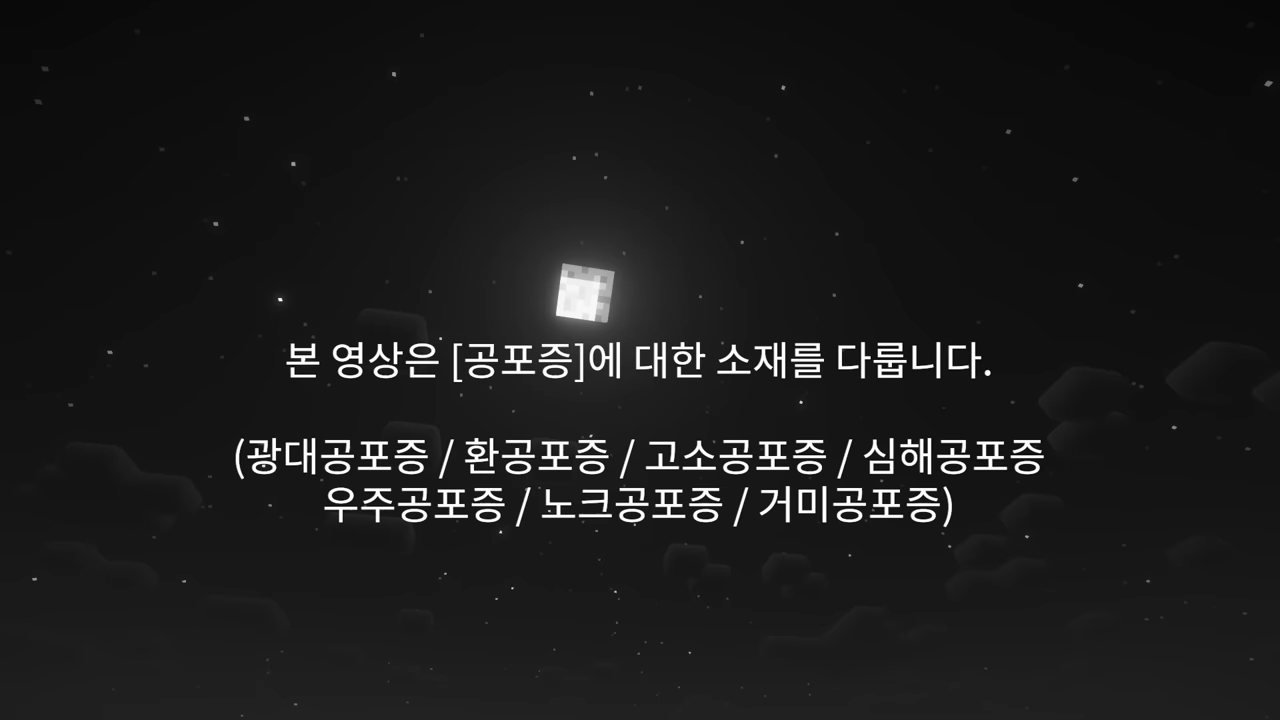 본 영상은 [공포증]에 대한 소재를 다룹니다.
(광대공포증 / 환공포증 / 고소공포증 / 심해공포증
우주공포증 / 노크공포증 / 거미공포증)